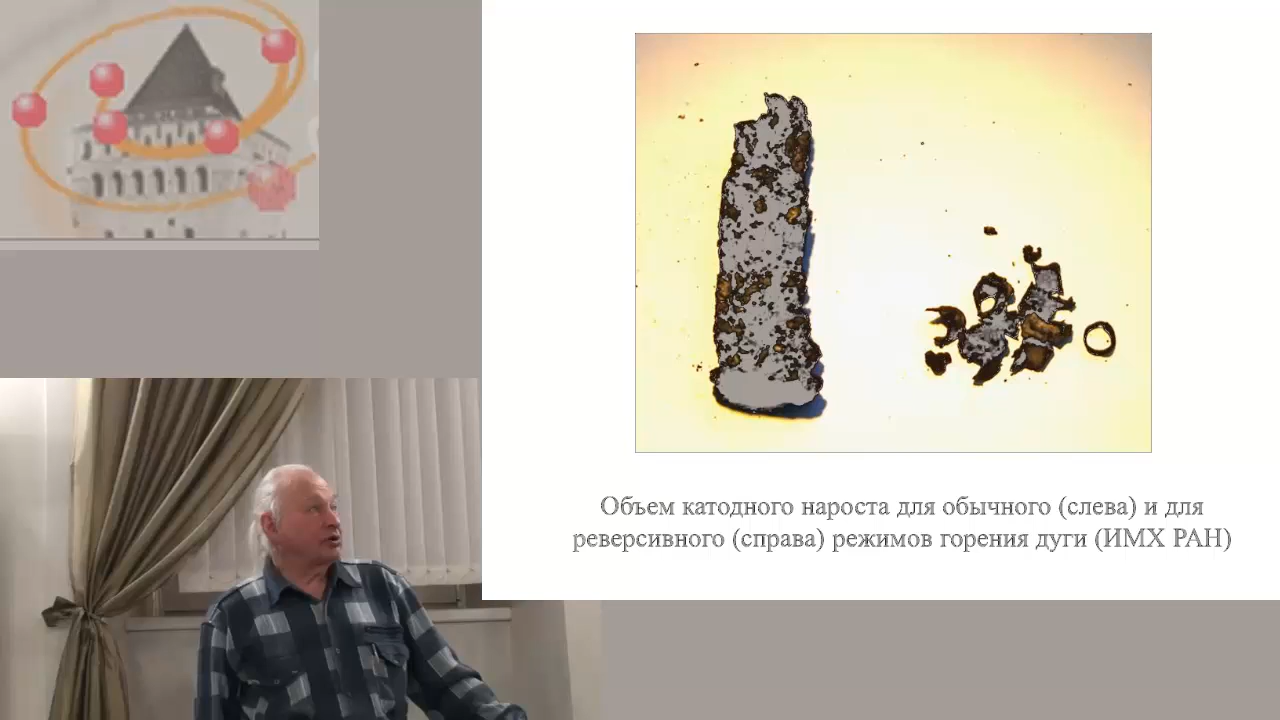 Объем катодного нароста для обычного (слева) и для
реверсивного (справа) режимов горения дуги (ИМХ РАН)